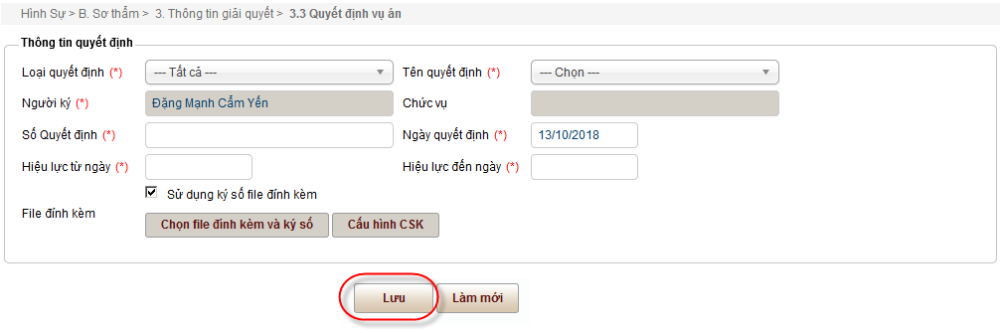 Hình Sự > B. Sơ thẩm > 3. Thông tin giải quyết > 3.3 Quyết định vụ án
Thông tin quyết định
Loại quyết định (*) --- Tất cả --- Tên quyết định (*) --- Chọn ---
Người ký (*) Đặng Mạnh Cẩm Yến Chức vụ
Số Quyết định (*) Ngày quyết định (*) 13/10/2018
Hiệu lực từ ngày (*) Hiệu lực đến ngày (*)
Sử dụng ký số file đính kèm
File đính kèm Chọn file đính kèm và ký số Cấu hình CSK
Lưu Làm mới